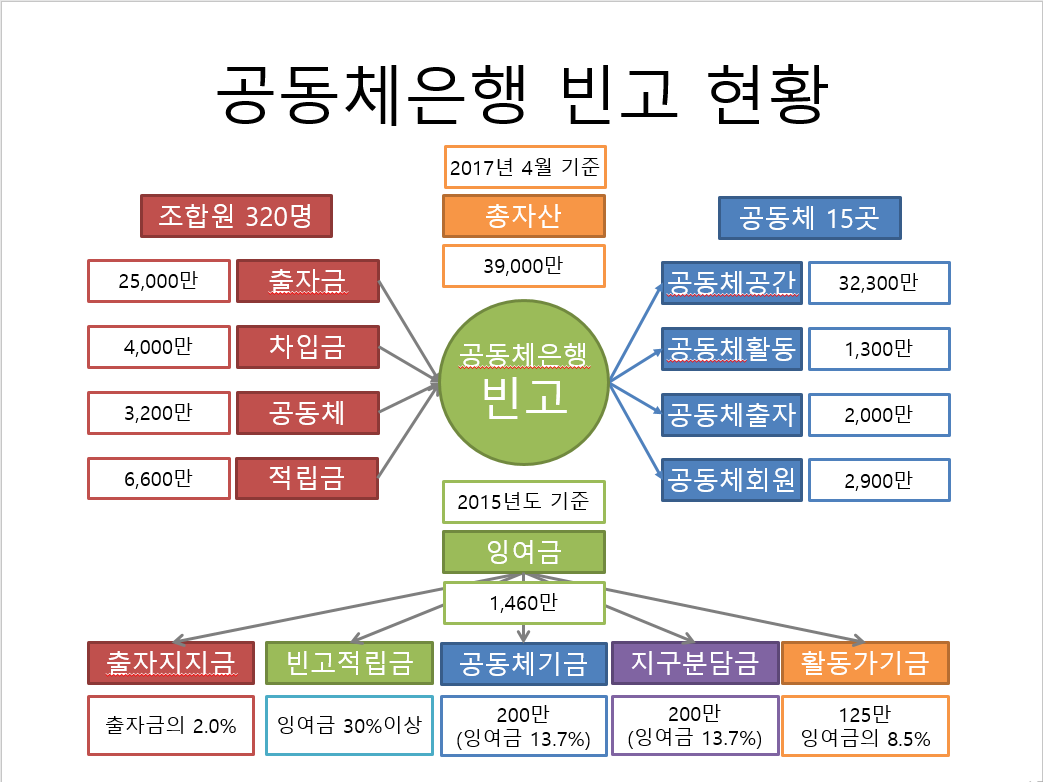 공동체은행 빈고 현황
2017년 4월 기준
총자산
39,000만
조합원 320명
25,000만 출자금
4,000만 차입금
3,200만 공동체
6,600만 적립금
공동체은행
빈고
공동체 15곳
공동체공간 32,300만
공동체활동 1,300만
공동체출자 2,000만
공동체회원 2,900만
2015년도 기준
잉여금
1,460만
출자지지금
출자금의 2.0%
빈고적립금
잉여금 30%이상
공동체기금
200만
(잉여금 13.7%)
지구분담금
200만
(잉여금 13.7%)
활동가기금
125만
잉여금의 8.5%